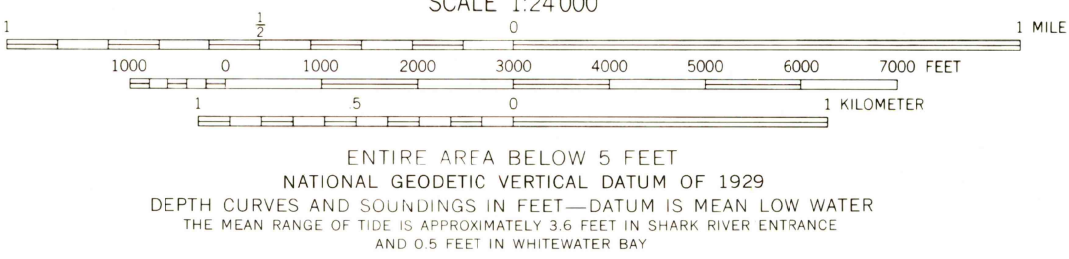 SCALE 1:24 000
1 1/2 0 1 MILE
1000 0 1000 2000 3000 4000 5000 6000 7000 FEET
1 .5 0 1 KILOMETER
ENTIRE AREA BELOW 5 FEET
NATIONAL GEODETIC VERTICAL DATUM OF 1929
DEPTH CURVES AND SOUNDINGS IN FEET—DATUM IS MEAN LOW WATER
THE MEAN RANGE OF TIDE IS APPROXIMATELY 3.6 FEET IN SHARK RIVER ENTRANCE
AND 0.5 FEET IN WHITEWATER BAY